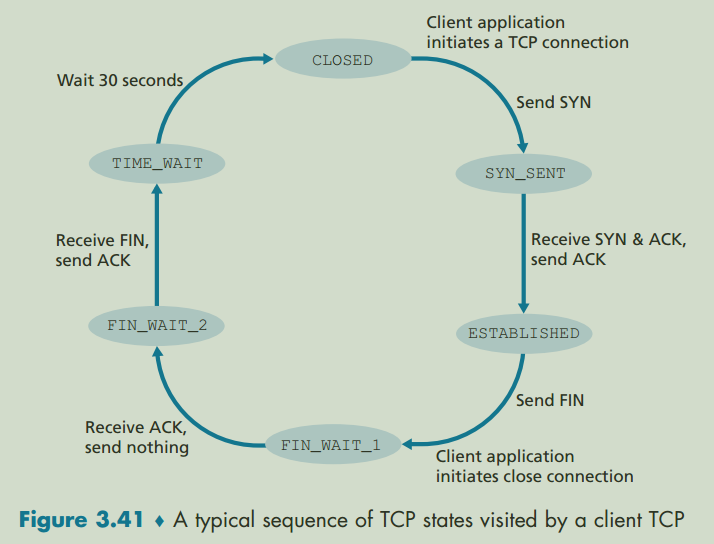 Client application
initiates a TCP connection
CLOSED
Wait 30 seconds
Send SYN
TIME_WAIT
SYN_SENT
Receive FIN,
send ACK
Receive SYN & ACK,
send ACK
FIN_WAIT_2
ESTABLISHED
Send FIN
Receive ACK,
send nothing
FIN_WAIT_1
Client application
initiates close connection
Figure 3.41 ♦ A typical sequence of TCP states visited by a client TCP